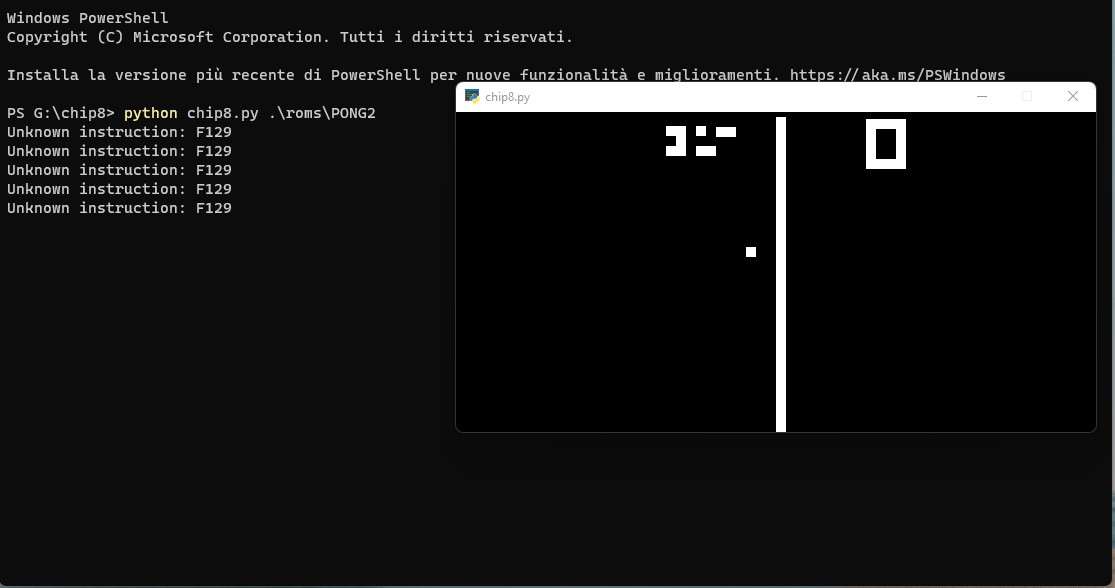 Windows PowerShell
Copyright (C) Microsoft Corporation. Tutti i diritti riservati.
Installa la versione più recente di PowerShell per nuove funzionalità e miglioramenti. https://aka.ms/PSWindows
PS G:\chip8> python chip8.py .\roms\PONG2
Unknown instruction: F129
Unknown instruction: F129
Unknown instruction: F129
Unknown instruction: F129
Unknown instruction: F129
chip8.py
0